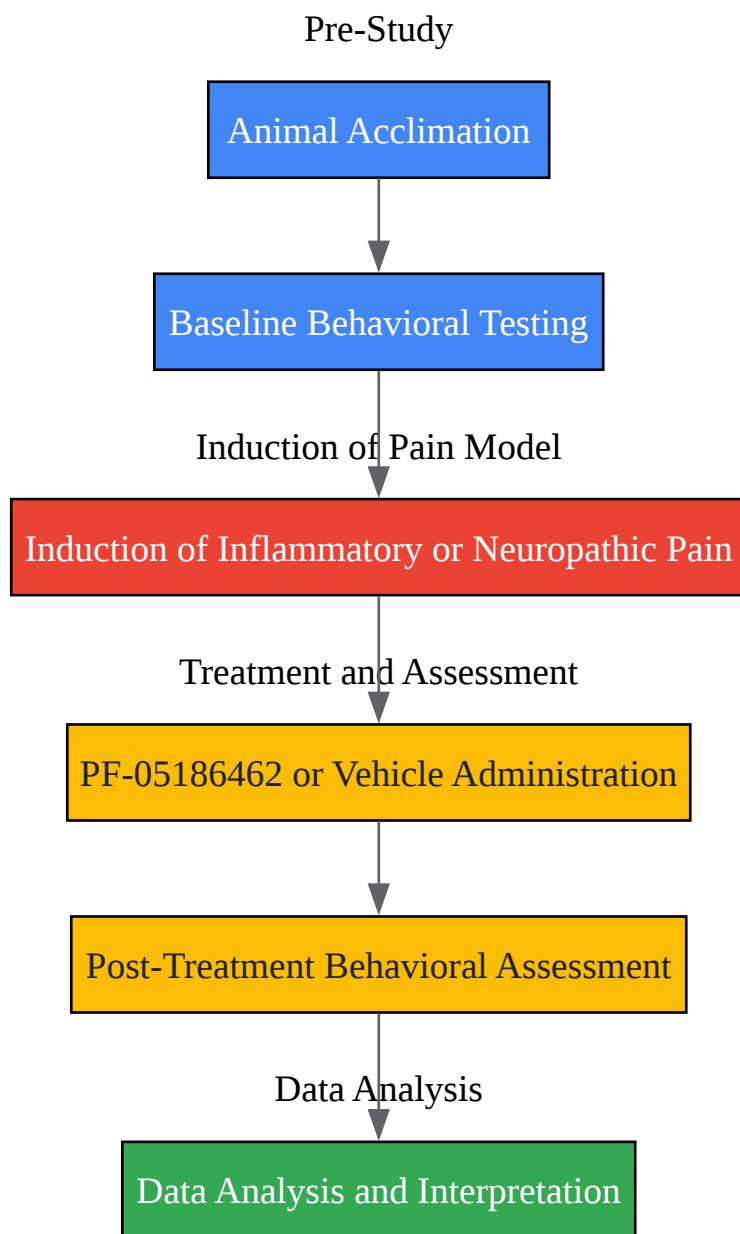 Pre-Study
Animal Acclimation
Baseline Behavioral Testing
Induction of Pain Model
Induction of Inflammatory or Neuropathic Pain
Treatment and Assessment
PF-05186462 or Vehicle Administration
Post-Treatment Behavioral Assessment
Data Analysis
Data Analysis and Interpretation